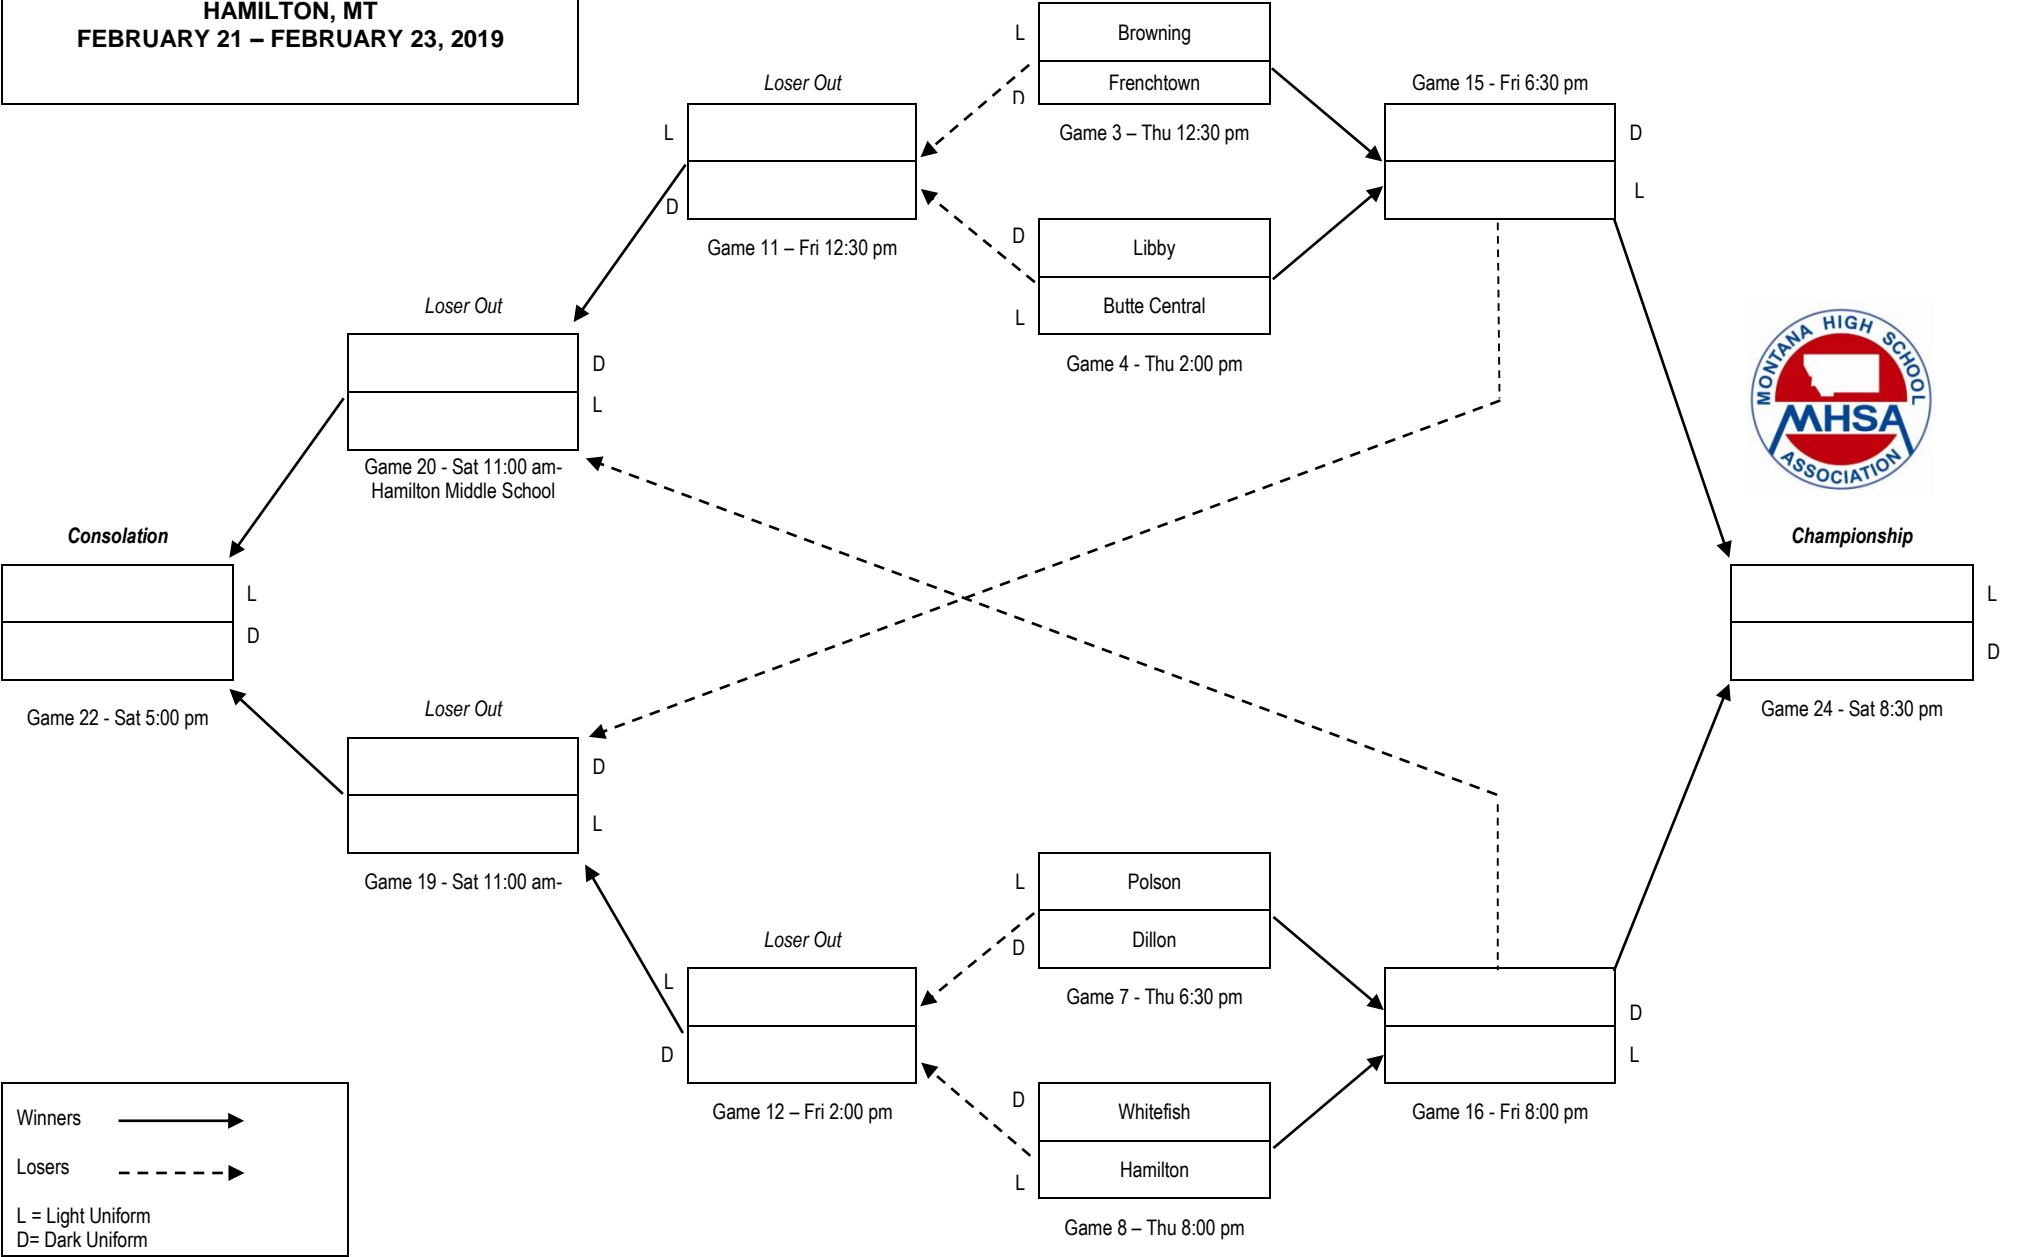 HAMILTON, MT
FEBRUARY 21 – FEBRUARY 23, 2019
L
Browning
Frenchtown
D
Game 3 – Thu 12:30 pm
Loser Out
L
D
Game 11 – Fri 12:30 pm
Game 15 - Fri 6:30 pm
D
L
D
Libby
Butte Central
L
Game 4 - Thu 2:00 pm
Loser Out
D
L
Game 20 - Sat 11:00 am-
Hamilton Middle School
MONTANA HIGH SCHOOL
MHSA
ASSOCIATION
Consolation
L
D
Game 22 - Sat 5:00 pm
Championship
L
D
Game 24 - Sat 8:30 pm
Loser Out
D
L
Game 19 - Sat 11:00 am-
L
Polson
Dillon
D
Game 7 - Thu 6:30 pm
Loser Out
L
D
Game 12 – Fri 2:00 pm
D
L
Game 16 - Fri 8:00 pm
D
Whitefish
Hamilton
L
Game 8 – Thu 8:00 pm
Winners
Losers
L = Light Uniform
D= Dark Uniform